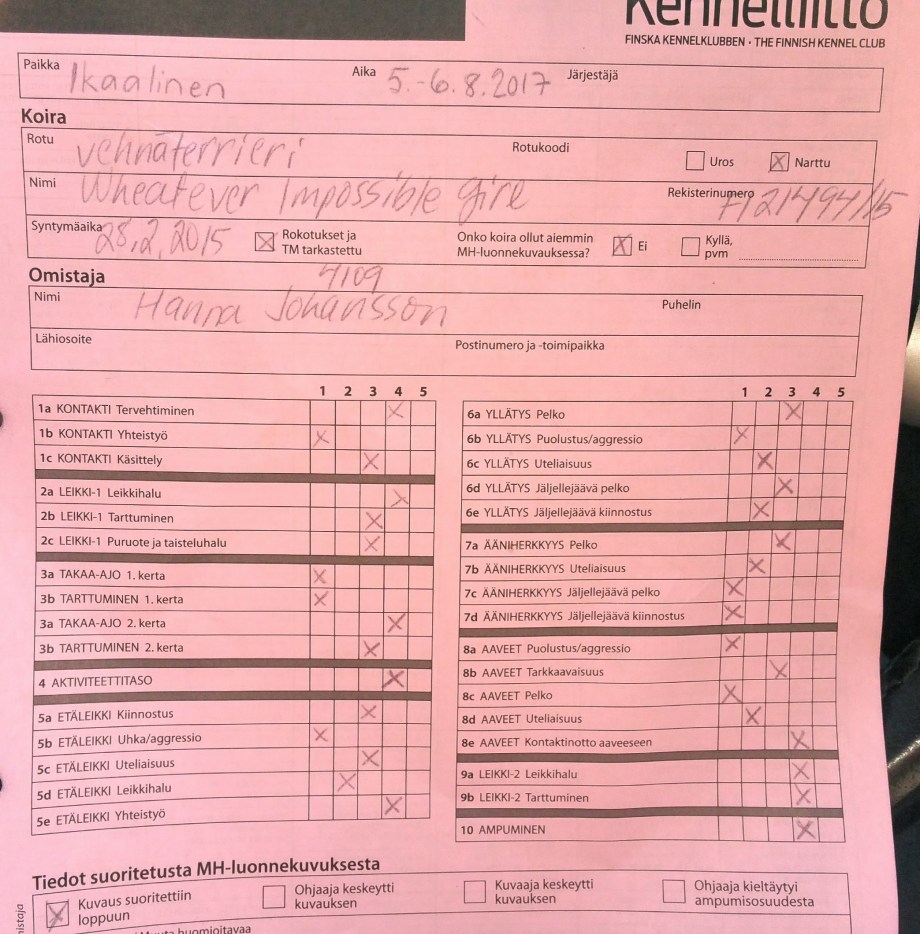 Kennelliitto
FINSKA KENNELKLUBBEN · THE FINNISH KENNEL CLUB
Paikka Ikaalinen Aika 5.-6.8.2017 Järjestäjä
Koira
Rotu vehnäterrieri Rotukoodi Uros Narttu
Nimi Wheatever Impossible Girl Rekisterinumero FI21494/15
Syntymäaika 28.2.2015 Rokotukset ja TM tarkastettu Onko koira ollut aiemmin MH-luonnekuvauksessa? Ei Kyllä, pvm
4109
Omistaja
Nimi Hanna Johansson Puhelin
Lähiosoite Postinumero ja -toimipaikka
1 2 3 4 5
1a KONTAKTI Tervehtiminen
1b KONTAKTI Yhteistyö
1c KONTAKTI Käsittely
2a LEIKKI-1 Leikkihalu
2b LEIKKI-1 Tarttuminen
2c LEIKKI-1 Puruote ja taisteluhalu
3a TAKAA-AJO 1. kerta
3b TARTTUMINEN 1. kerta
3a TAKAA-AJO 2. kerta
3b TARTTUMINEN 2. kerta
4 AKTIVITEETTITASO
5a ETÄLEIKKI Kiinnostus
5b ETÄLEIKKI Uhka/aggressio
5c ETÄLEIKKI Uteliaisuus
5d ETÄLEIKKI Leikkihalu
5e ETÄLEIKKI Yhteistyö
1 2 3 4 5
6a YLLÄTYS Pelko
6b YLLÄTYS Puolustus/aggressio
6c YLLÄTYS Uteliaisuus
6d YLLÄTYS Jäljellejäävä pelko
6e YLLÄTYS Jäljellejäävä kiinnostus
7a ÄÄNIHERKKYYS Pelko
7b ÄÄNIHERKKYYS Uteliaisuus
7c ÄÄNIHERKKYYS Jäljellejäävä pelko
7d ÄÄNIHERKKYYS Jäljellejäävä kiinnostus
8a AAVEET Puolustus/aggressio
8b AAVEET Tarkkaavaisuus
8c AAVEET Pelko
8d AAVEET Uteliaisuus
8e AAVEET Kontaktinotto aaveeseen
9a LEIKKI-2 Leikkihalu
9b LEIKKI-2 Tarttuminen
10 AMPUMINEN
Tiedot suoritetusta MH-luonnekuvuksesta
Kuvaus suoritettiin loppuun
Ohjaaja keskeytti kuvauksen
Kuvaaja keskeytti kuvauksen
Ohjaaja kieltäytyi ampumisosuudesta
Muuta huomioitavaa